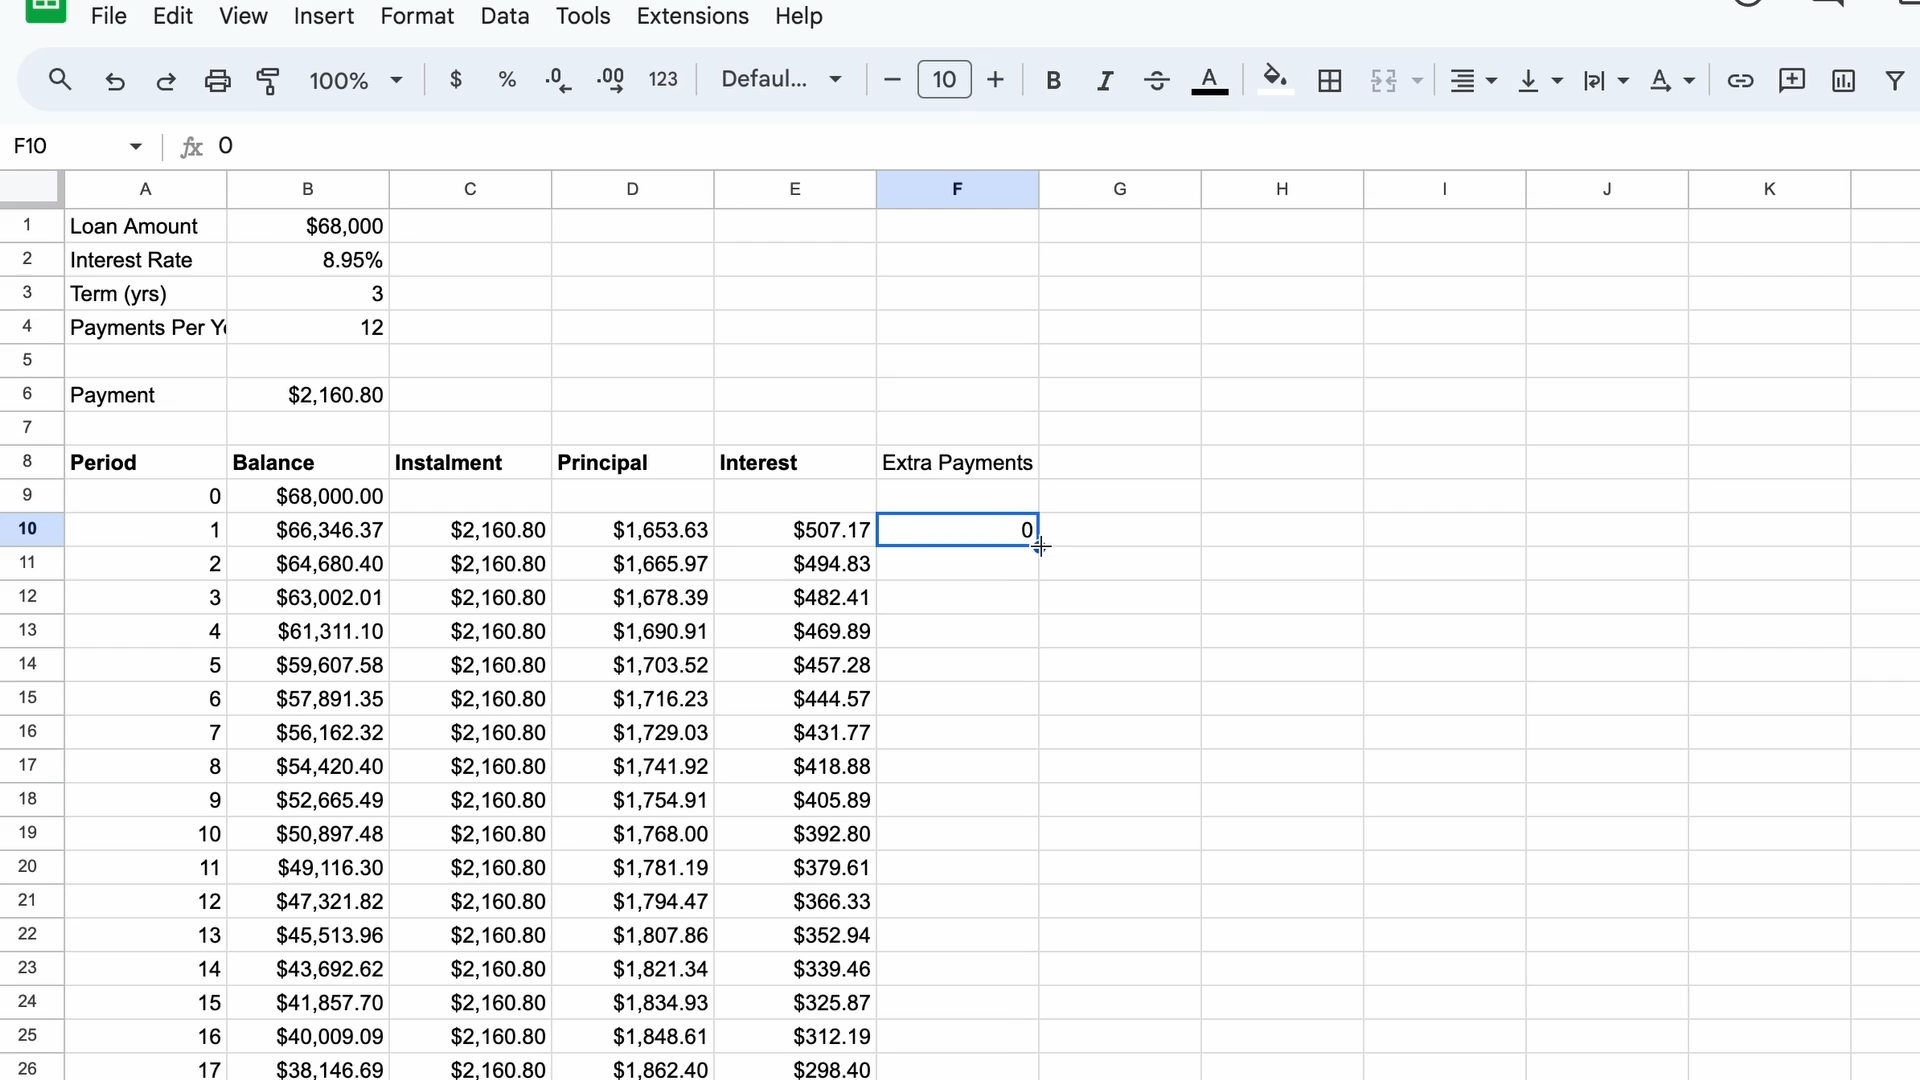 File Edit View Insert Format Data Tools Extensions Help
100% $ % .0 .00 123 Defaul... − 10 + B I S A A
F10 fx 0
A B C D E F G H I J K
1 Loan Amount $68,000
2 Interest Rate 8.95%
3 Term (yrs) 3
4 Payments Per Ye 12
5
6 Payment $2,160.80
7
8 Period Balance Instalment Principal Interest Extra Payments
9 0 $68,000.00
10 1 $66,346.37 $2,160.80 $1,653.63 $507.17 0
11 2 $64,680.40 $2,160.80 $1,665.97 $494.83
12 3 $63,002.01 $2,160.80 $1,678.39 $482.41
13 4 $61,311.10 $2,160.80 $1,690.91 $469.89
14 5 $59,607.58 $2,160.80 $1,703.52 $457.28
15 6 $57,891.35 $2,160.80 $1,716.23 $444.57
16 7 $56,162.32 $2,160.80 $1,729.03 $431.77
17 8 $54,420.40 $2,160.80 $1,741.92 $418.88
18 9 $52,665.49 $2,160.80 $1,754.91 $405.89
19 10 $50,897.48 $2,160.80 $1,768.00 $392.80
20 11 $49,116.30 $2,160.80 $1,781.19 $379.61
21 12 $47,321.82 $2,160.80 $1,794.47 $366.33
22 13 $45,513.96 $2,160.80 $1,807.86 $352.94
23 14 $43,692.62 $2,160.80 $1,821.34 $339.46
24 15 $41,857.70 $2,160.80 $1,834.93 $325.87
25 16 $40,009.09 $2,160.80 $1,848.61 $312.19
26 17 $38,146.69 $2,160.80 $1,862.40 $298.40